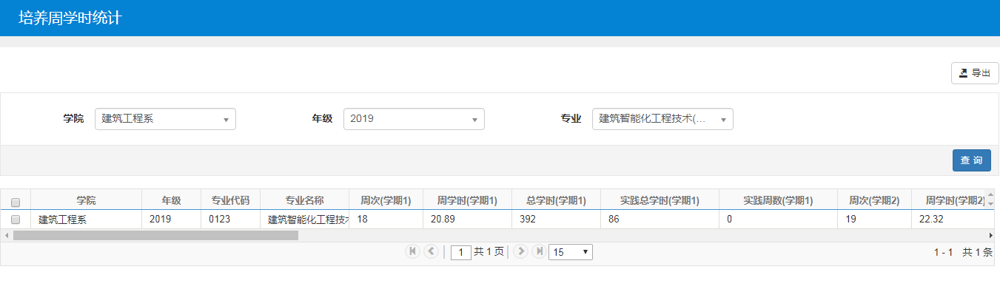 培养周学时统计
导出
学院 建筑工程系 年级 2019 专业 建筑智能化工程技术(...
查 询
学院 年级 专业代码 专业名称 周次(学期1) 周学时(学期1) 总学时(学期1) 实践总学时(学期1) 实践周数(学期1) 周次(学期2) 周学时(学期2)
建筑工程系 2019 0123 建筑智能化工程技术 18 20.89 392 86 0 19 22.32
1 共 1 页 15 1 - 1 共 1 条